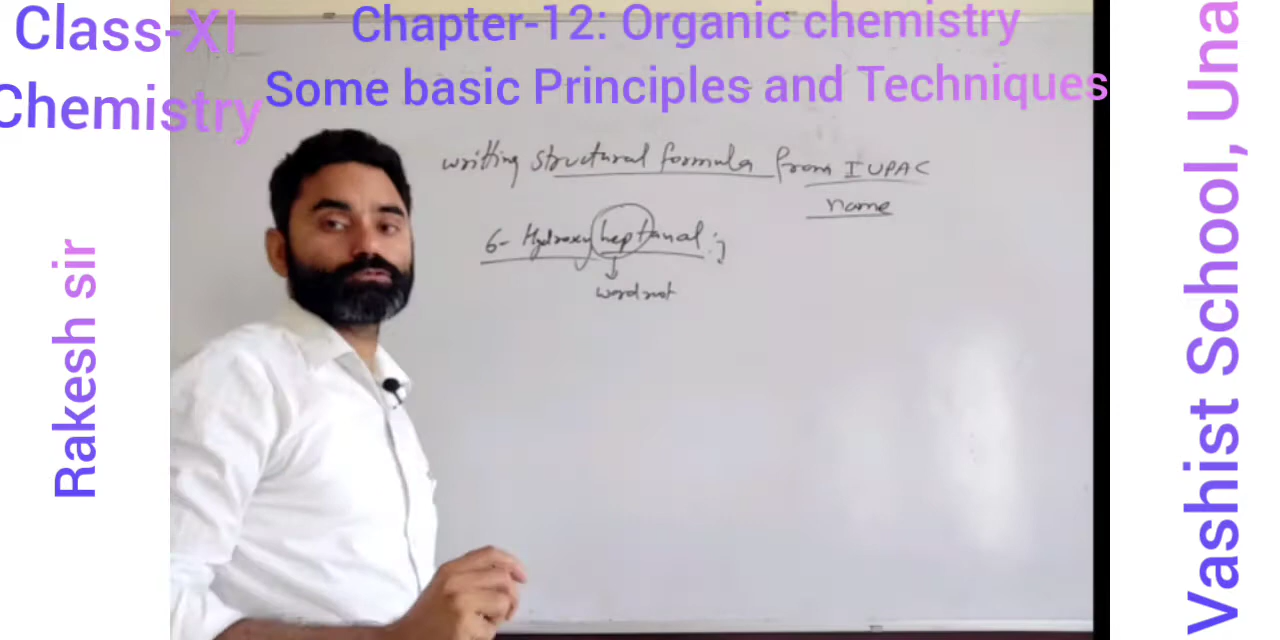 Class-XI
Chemistry
Chapter-12: Organic chemistry
Some basic Principles and Techniques
Rakesh sir
Vashist School, Una
writting structural formula from IUPAC
name
6- Hydroxy heptanal :-
word root